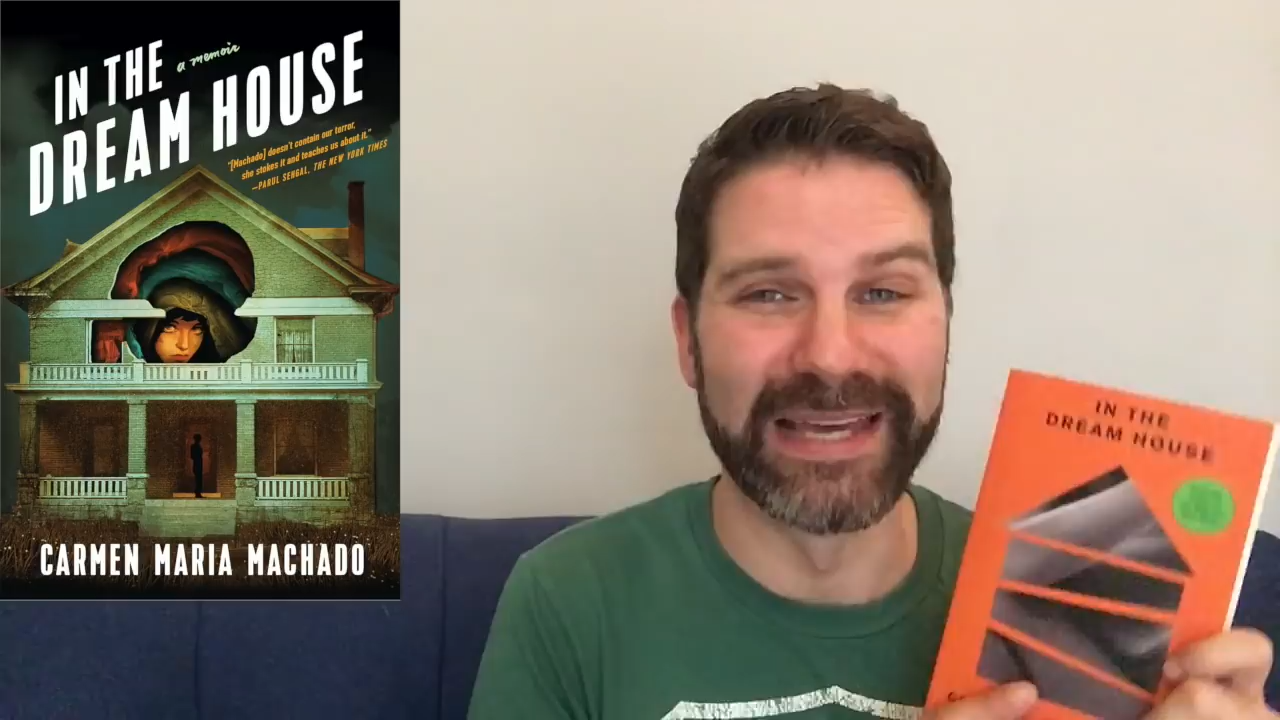 IN THE
a memoir
DREAM HOUSE
"[Machado] doesn't contain our terror,
she stokes it and teaches us about it."
—PARUL SEHGAL, THE NEW YORK TIMES
CARMEN MARIA MACHADO
IN THE
DREAM HOUSE